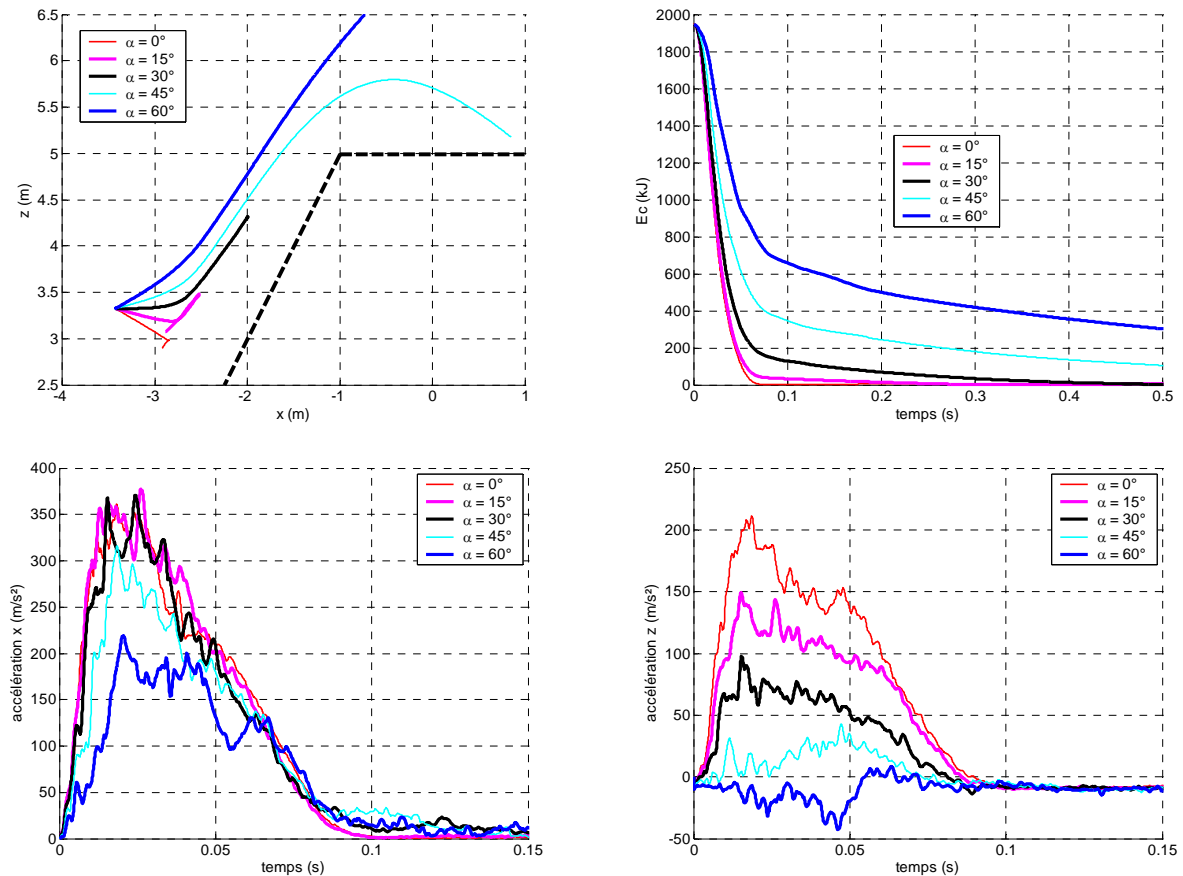 6.5
6
5.5
5
4.5
4
3.5
3
2.5
z (m)
-4
-3
-2
-1
0
1
x (m)
α = 0°
α = 15°
α = 30°
α = 45°
α = 60°
2000
1800
1600
1400
1200
1000
800
600
400
200
0
Ec (kJ)
0
0.1
0.2
0.3
0.4
0.5
temps (s)
α = 0°
α = 15°
α = 30°
α = 45°
α = 60°
400
350
300
250
200
150
100
50
0
accélération x (m/s²)
0
0.05
0.1
0.15
temps (s)
α = 0°
α = 15°
α = 30°
α = 45°
α = 60°
250
200
150
100
50
0
-50
accélération z (m/s²)
0
0.05
0.1
0.15
temps (s)
α = 0°
α = 15°
α = 30°
α = 45°
α = 60°